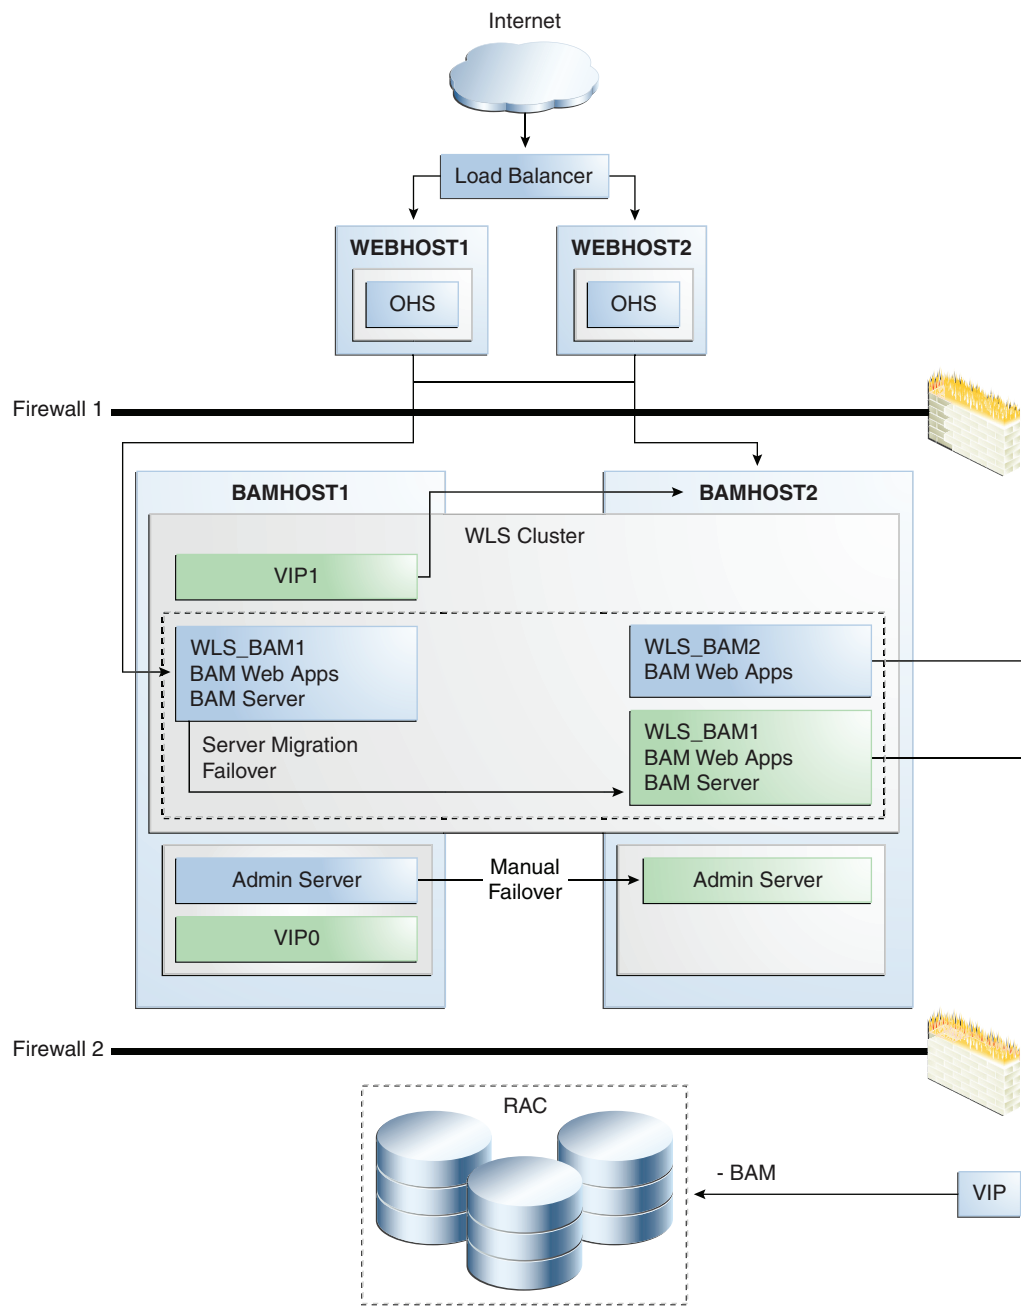 Internet
Load Balancer
WEBHOST1
WEBHOST2
OHS
OHS
Firewall 1
BAMHOST1
BAMHOST2
WLS Cluster
VIP1
WLS_BAM1
BAM Web Apps
BAM Server
WLS_BAM2
BAM Web Apps
Server Migration
Failover
WLS_BAM1
BAM Web Apps
BAM Server
Admin Server
Manual
Failover
Admin Server
VIP0
Firewall 2
RAC
- BAM
VIP